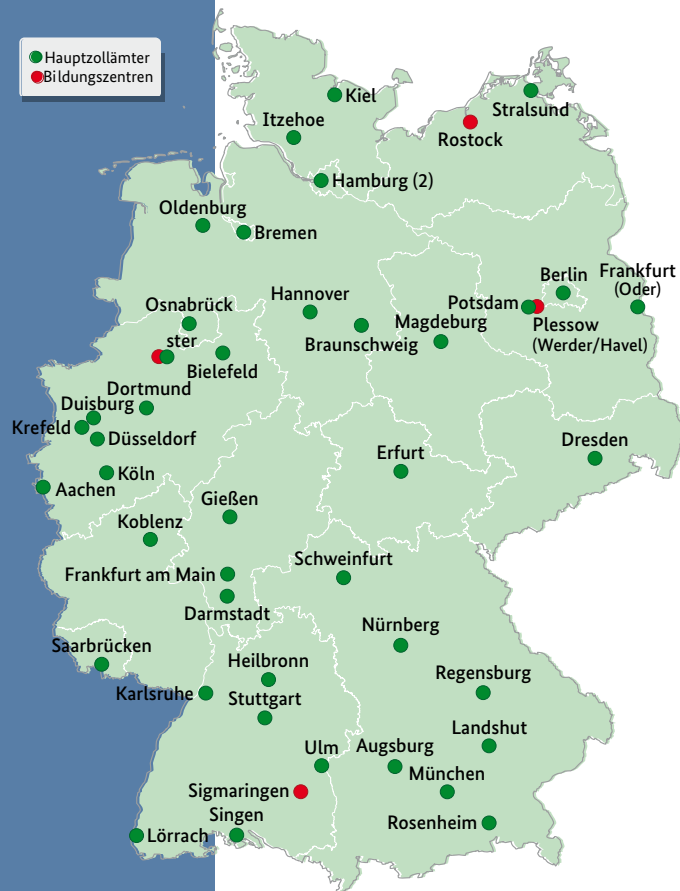 Hauptzollämter
Bildungszentren
Kiel
Stralsund
Itzehoe
Rostock
Hamburg (2)
Oldenburg
Bremen
Berlin
Frankfurt
(Oder)
Hannover
Osnabrück
Potsdam
Magdeburg
Plessow
(Werder/Havel)
Braunschweig
ster
Bielefeld
Dortmund
Duisburg
Krefeld
Düsseldorf
Dresden
Erfurt
Köln
Aachen
Gießen
Koblenz
Schweinfurt
Frankfurt am Main
Darmstadt
Nürnberg
Saarbrücken
Heilbronn
Regensburg
Karlsruhe
Stuttgart
Landshut
Ulm
Augsburg
München
Sigmaringen
Singen
Rosenheim
Lörrach